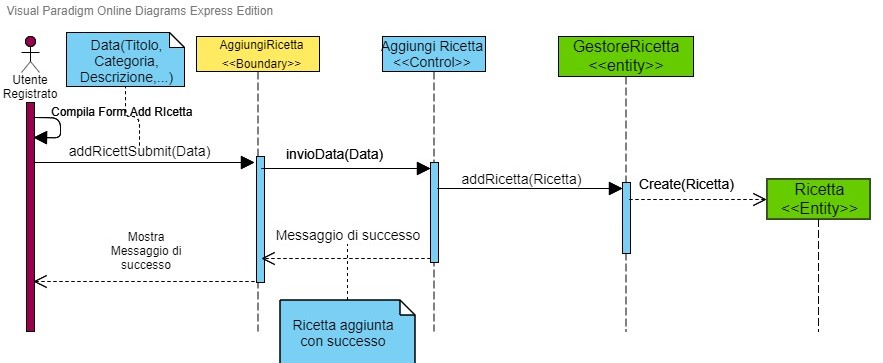 Visual Paradigm Online Diagrams Express Edition
Utente
Registrato
Data(Titolo,
Categoria,
Descrizione,...)
AggiungiRicetta
<<Boundary>>
Aggiungi Ricetta
<<Control>>
GestoreRicetta
<<entity>>
Compila Form Add RIcetta
addRicettSubmit(Data)
invioData(Data)
addRicetta(Ricetta)
Create(Ricetta)
Ricetta
<<Entity>>
Messaggio di successo
Mostra
Messaggio di
successo
Ricetta aggiunta
con successo